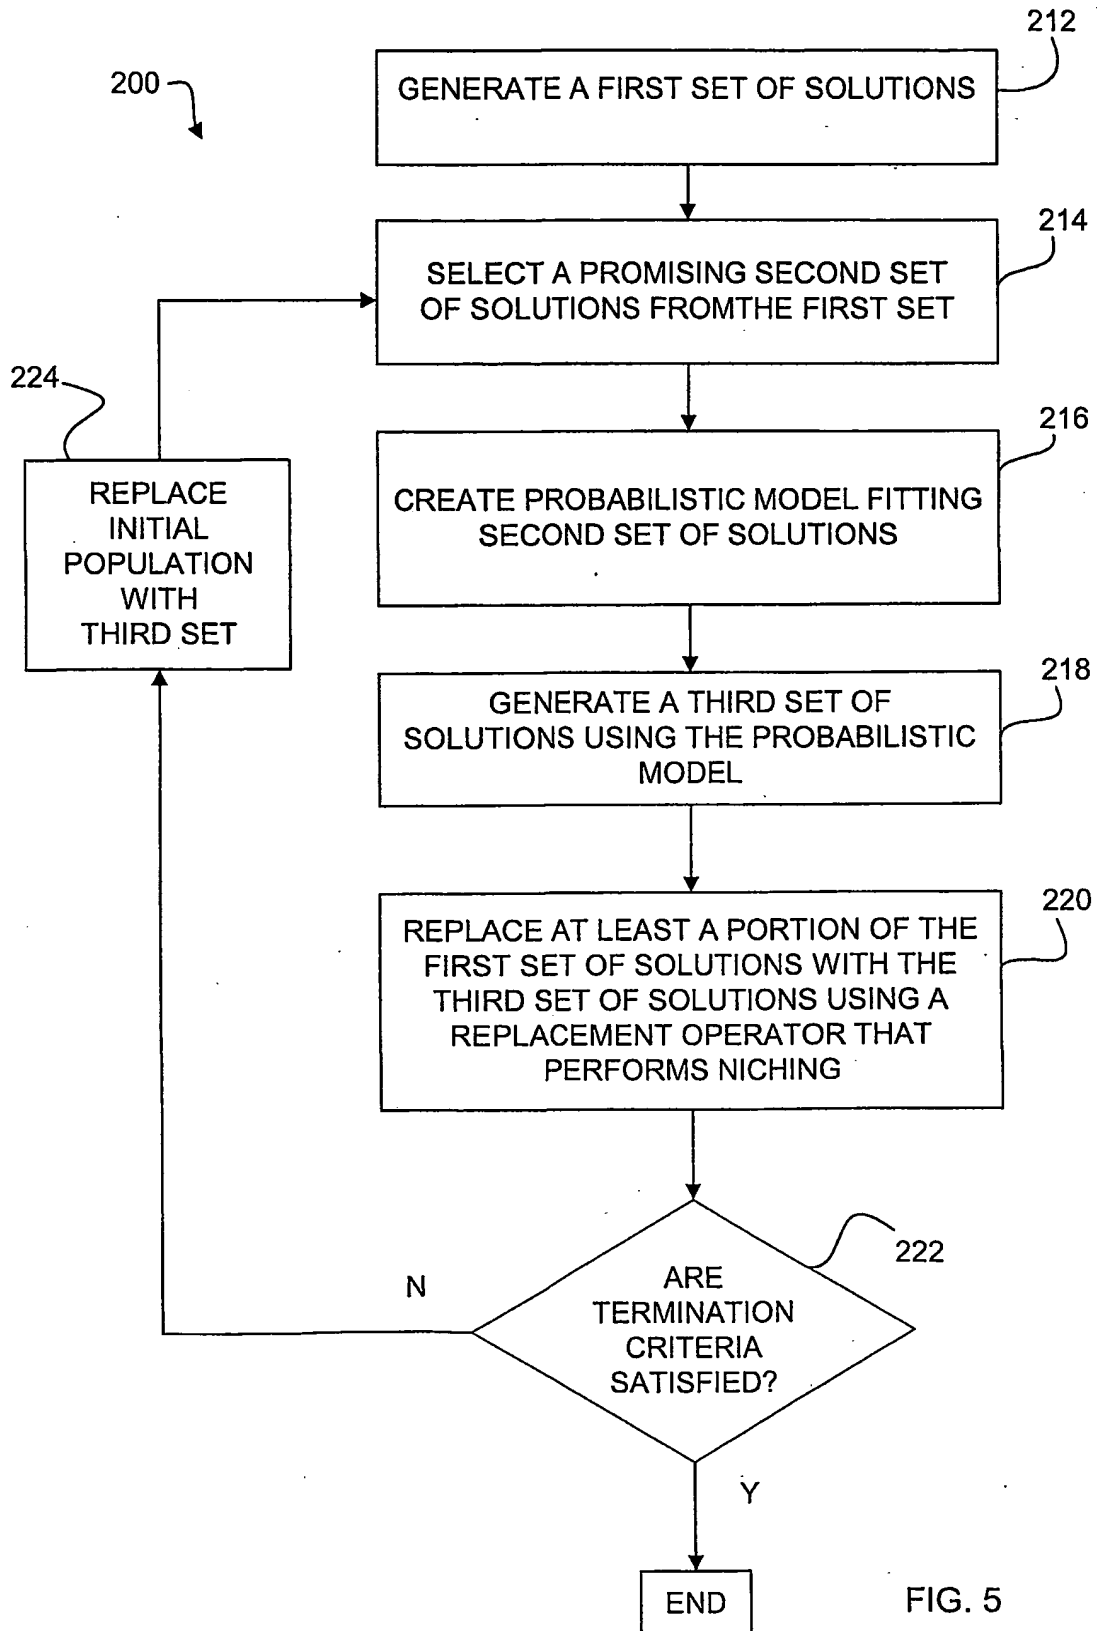 212
GENERATE A FIRST SET OF SOLUTIONS
200
214
SELECT A PROMISING SECOND SET
OF SOLUTIONS FROMTHE FIRST SET
224
216
REPLACE
INITIAL
POPULATION
WITH
THIRD SET
CREATE PROBABILISTIC MODEL FITTING
SECOND SET OF SOLUTIONS
218
GENERATE A THIRD SET OF
SOLUTIONS USING THE PROBABILISTIC
MODEL
220
REPLACE AT LEAST A PORTION OF THE
FIRST SET OF SOLUTIONS WITH THE
THIRD SET OF SOLUTIONS USING A
REPLACEMENT OPERATOR THAT
PERFORMS NICHING
222
N
ARE
TERMINATION
CRITERIA
SATISFIED?
Y
END
FIG. 5